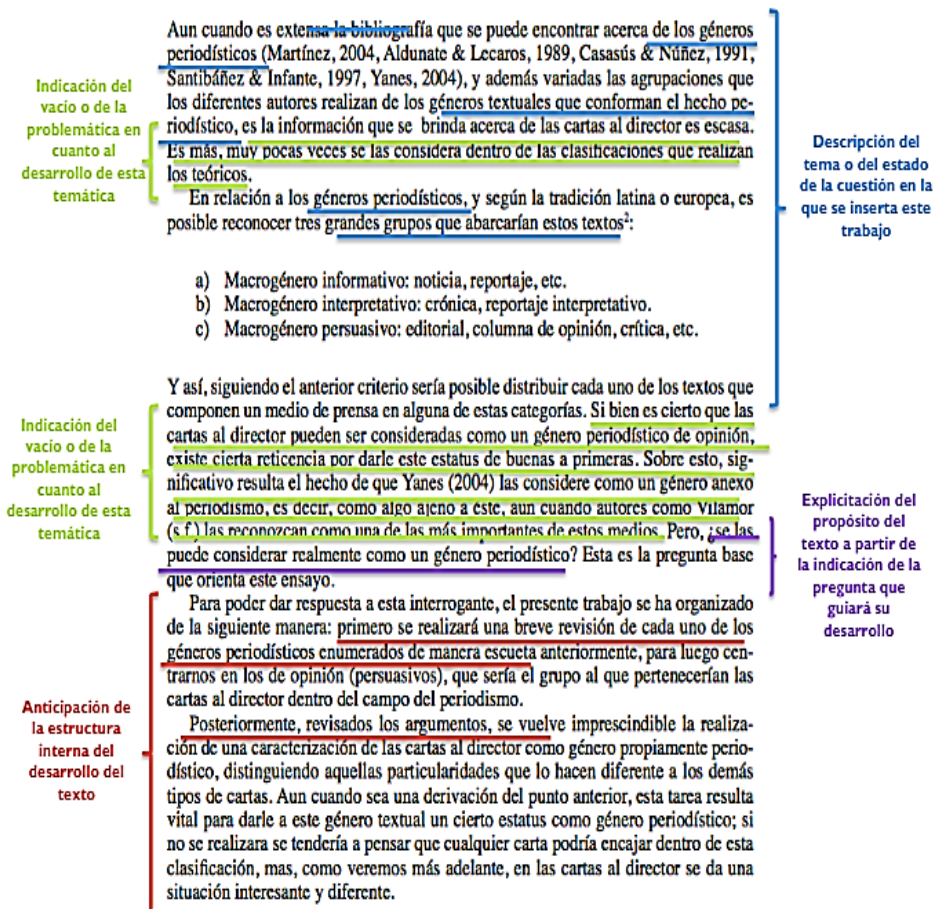 Aun cuando es extensa la bibliografía que se puede encontrar acerca de los géneros
periodísticos (Martínez, 2004, Aldunate & Lecaros, 1989, Casasús & Núñez, 1991,
Santibáñez & Infante, 1997, Yanes, 2004), y además variadas las agrupaciones que
los diferentes autores realizan de los géneros textuales que conforman el hecho pe-
riodístico, es la información que se brinda acerca de las cartas al director es escasa.
Es más, muy pocas veces se las considera dentro de las clasificaciones que realizan
los teóricos.
En relación a los géneros periodísticos, y según la tradición latina o europea, es
posible reconocer tres grandes grupos que abarcarían estos textos²:
a) Macrogénero informativo: noticia, reportaje, etc.
b) Macrogénero interpretativo: crónica, reportaje interpretativo.
c) Macrogénero persuasivo: editorial, columna de opinión, crítica, etc.
Y así, siguiendo el anterior criterio sería posible distribuir cada uno de los textos que
componen un medio de prensa en alguna de estas categorías. Si bien es cierto que las
cartas al director pueden ser consideradas como un género periodístico de opinión,
existe cierta reticencia por darle este estatus de buenas a primeras. Sobre esto, sig-
nificativo resulta el hecho de que Yanes (2004) las considere como un género anexo
al periodismo, es decir, como algo ajeno a éste, aun cuando autores como Vilamor
(s.f.) las reconozcan como una de las más importantes de estos medios. Pero, ¿se las
puede considerar realmente como un género periodístico? Esta es la pregunta base
que orienta este ensayo.
Para poder dar respuesta a esta interrogante, el presente trabajo se ha organizado
de la siguiente manera: primero se realizará una breve revisión de cada uno de los
géneros periodísticos enumerados de manera escueta anteriormente, para luego cen-
trarnos en los de opinión (persuasivos), que sería el grupo al que pertenecerían las
cartas al director dentro del campo del periodismo.
Posteriormente, revisados los argumentos, se vuelve imprescindible la realiza-
ción de una caracterización de las cartas al director como género propiamente perio-
dístico, distinguiendo aquellas particularidades que lo hacen diferente a los demás
tipos de cartas. Aun cuando sea una derivación del punto anterior, esta tarea resulta
vital para darle a este género textual un cierto estatus como género periodístico; si
no se realizara se tendería a pensar que cualquier carta podría encajar dentro de esta
clasificación, mas, como veremos más adelante, en las cartas al director se da una
situación interesante y diferente.
Indicación del
vacío o de la
problemática en
cuanto al
desarrollo de esta
temática
Indicación del
vacío o de la
problemática en
cuanto al
desarrollo de esta
temática
Anticipación de
la estructura
interna del
desarrollo del
texto
Descripción del
tema o del estado
de la cuestión en la
que se inserta este
trabajo
Explicitación del
propósito del
texto a partir de
la indicación de la
pregunta que
guiará su
desarrollo